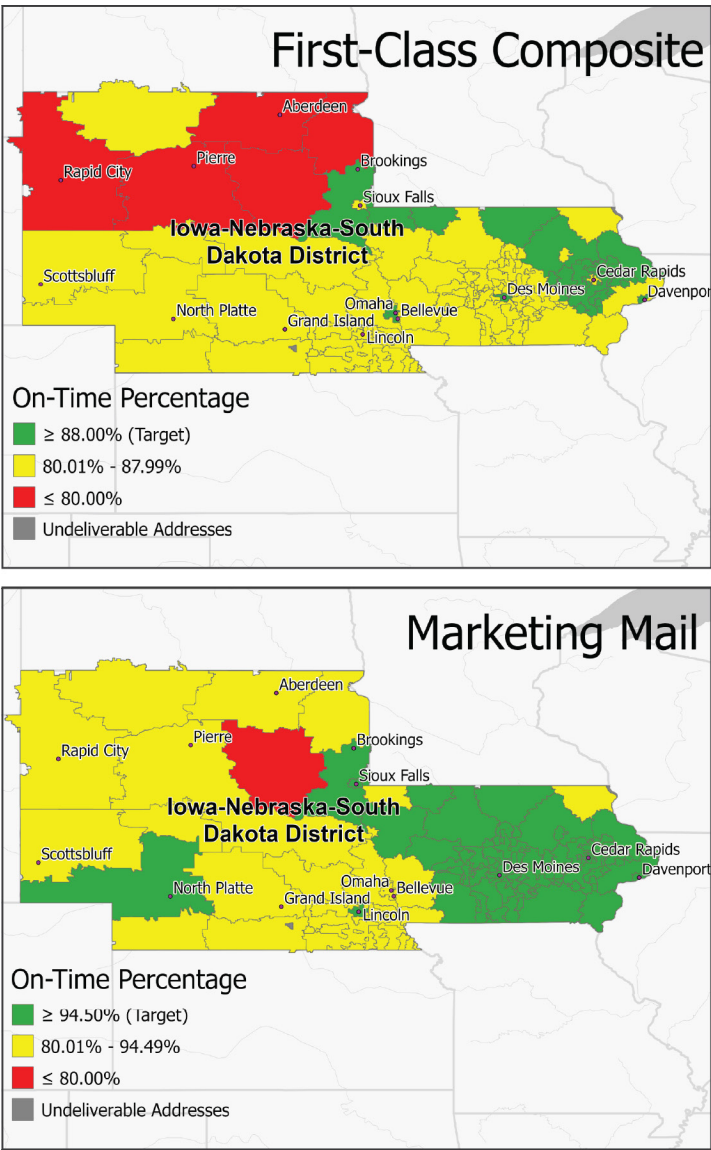 First-Class Composite
Aberdeen
Brookings
Pierre
Rapid City
Sioux Falls
Iowa-Nebraska-South
Dakota District
Scottsbluff
Cedar Rapids
Des Moines
Davenpor
Omaha
North Platte
Bellevue
Grand Island
Lincoln
On-Time Percentage
≥ 88.00% (Target)
80.01% - 87.99%
≤ 80.00%
Undeliverable Addresses
Marketing Mail
Aberdeen
Pierre
Brookings
Rapid City
Sioux Falls
Iowa-Nebraska-South
Dakota District
Scottsbluff
Cedar Rapids
Des Moines
Davenport
Omaha
North Platte
Bellevue
Grand Island
Lincoln
On-Time Percentage
≥ 94.50% (Target)
80.01% - 94.49%
≤ 80.00%
Undeliverable Addresses